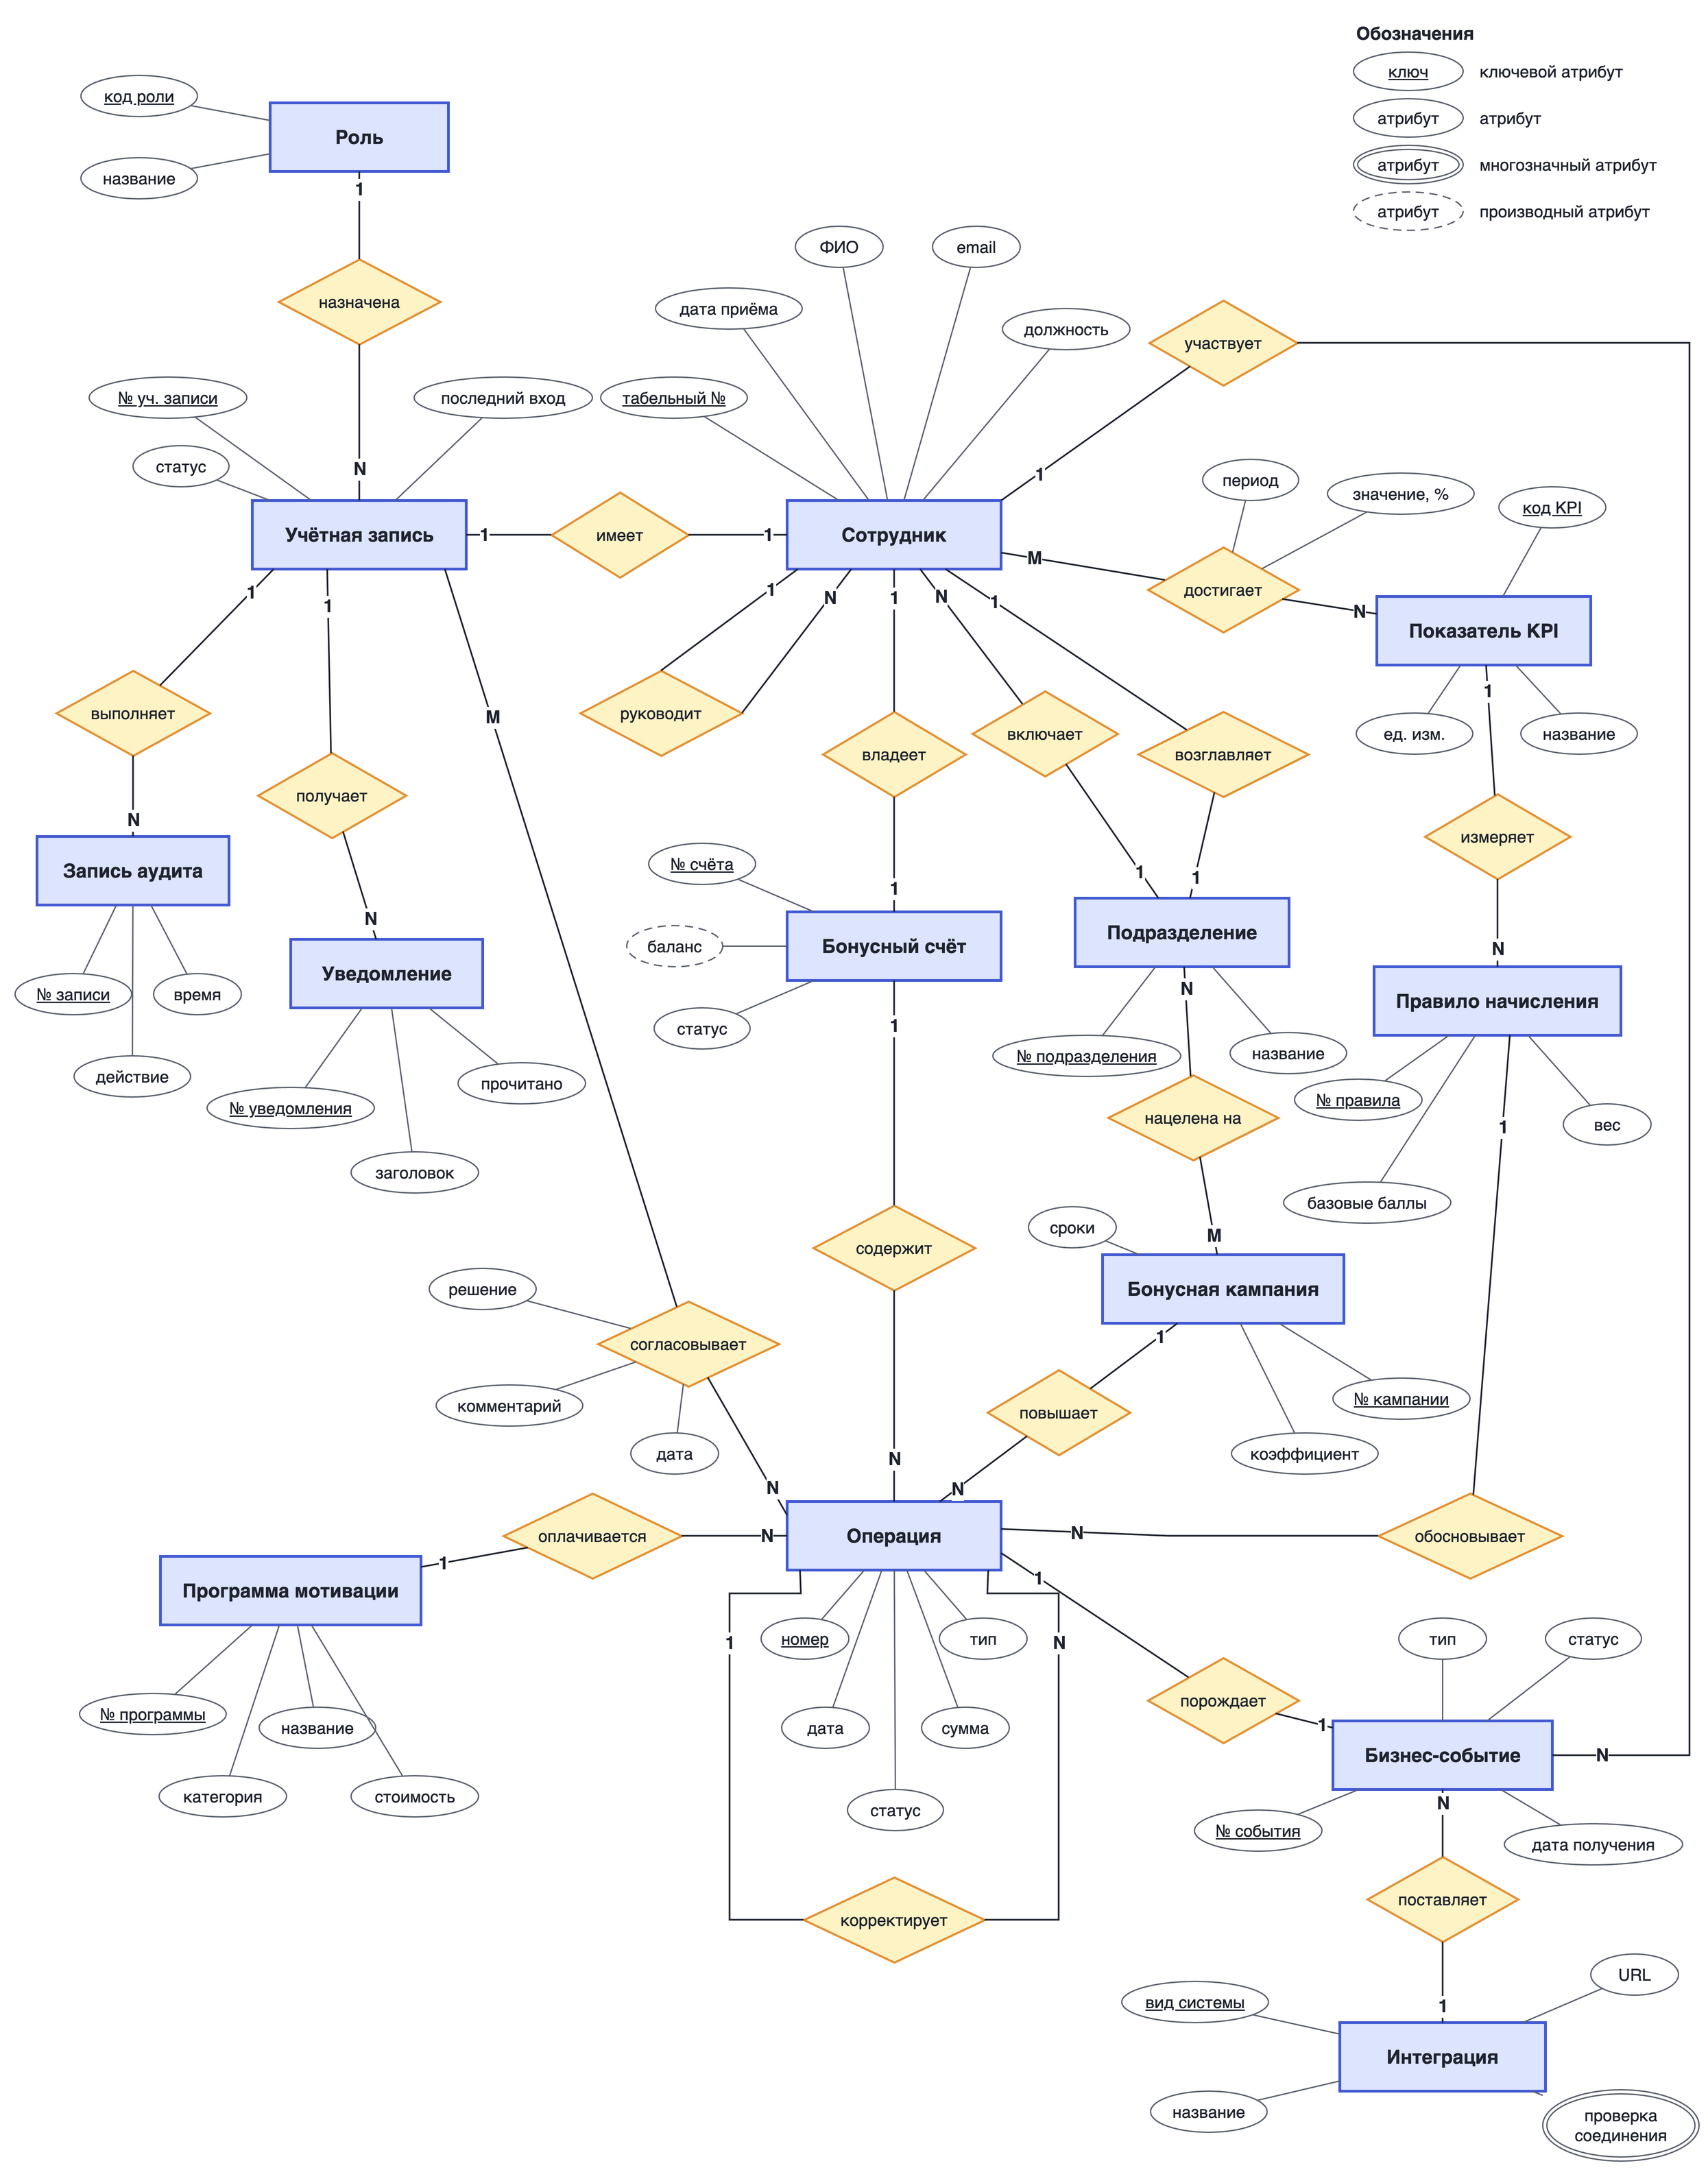 Обозначения
ключ
ключевой атрибут
атрибут
атрибут
атрибут
многозначный атрибут
атрибут
производный атрибут
код роли
Роль
название
1
назначена
N
ФИО
email
дата приёма
должность
участвует
1
№ уч. записи
последний вход
табельный №
статус
период
значение, %
код KPI
Учётная запись
1
имеет
1
Сотрудник
M
достигает
N
Показатель KPI
1
1
M
1
N
1
N
1
выполняет
руководит
включает
возглавляет
владеет
ед. изм.
название
1
получает
измеряет
N
N
N
1
1
1
N
Запись аудита
№ счёта
Подразделение
Уведомление
баланс
Бонусный счёт
Правило начисления
№ записи
время
статус
1
N
№ подразделения
название
действие
№ уведомления
прочитано
заголовок
нацелена на
№ правила
вес
1
базовые баллы
сроки
M
содержит
Бонусная кампания
решение
согласовывает
комментарий
дата
1
повышает
№ кампании
коэффициент
N
N
N
оплачивается
N
1
Операция
N
обосновывает
Программа мотивации
1
1
номер
тип
N
тип
статус
№ программы
название
дата
сумма
порождает
1
Бизнес-событие
N
категория
стоимость
статус
N
№ события
дата получения
корректирует
поставляет
URL
вид системы
1
Интеграция
название
проверка
соединения